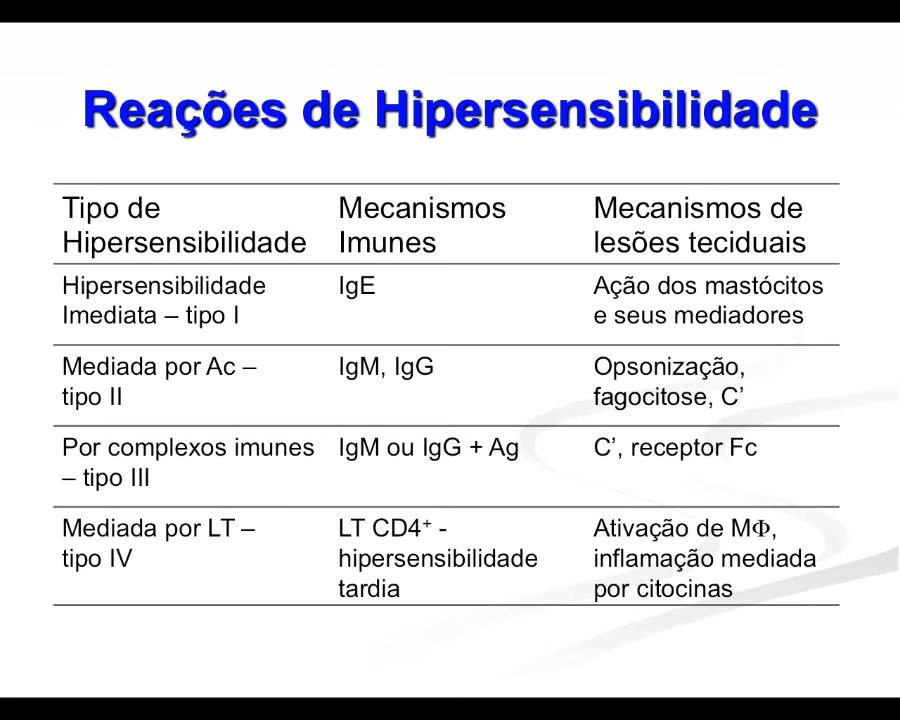 Reações de Hipersensibilidade
Tipo de
Hipersensibilidade
Mecanismos
Imunes
Mecanismos de
lesões teciduais
Hipersensibilidade
Imediata – tipo I
IgE
Ação dos mastócitos
e seus mediadores
Mediada por Ac –
tipo II
IgM, IgG
Opsonização,
fagocitose, C’
Por complexos imunes
– tipo III
IgM ou IgG + Ag
C’, receptor Fc
Mediada por LT –
tipo IV
LT CD4⁺ -
hipersensibilidade
tardia
Ativação de MΦ,
inflamação mediada
por citocinas